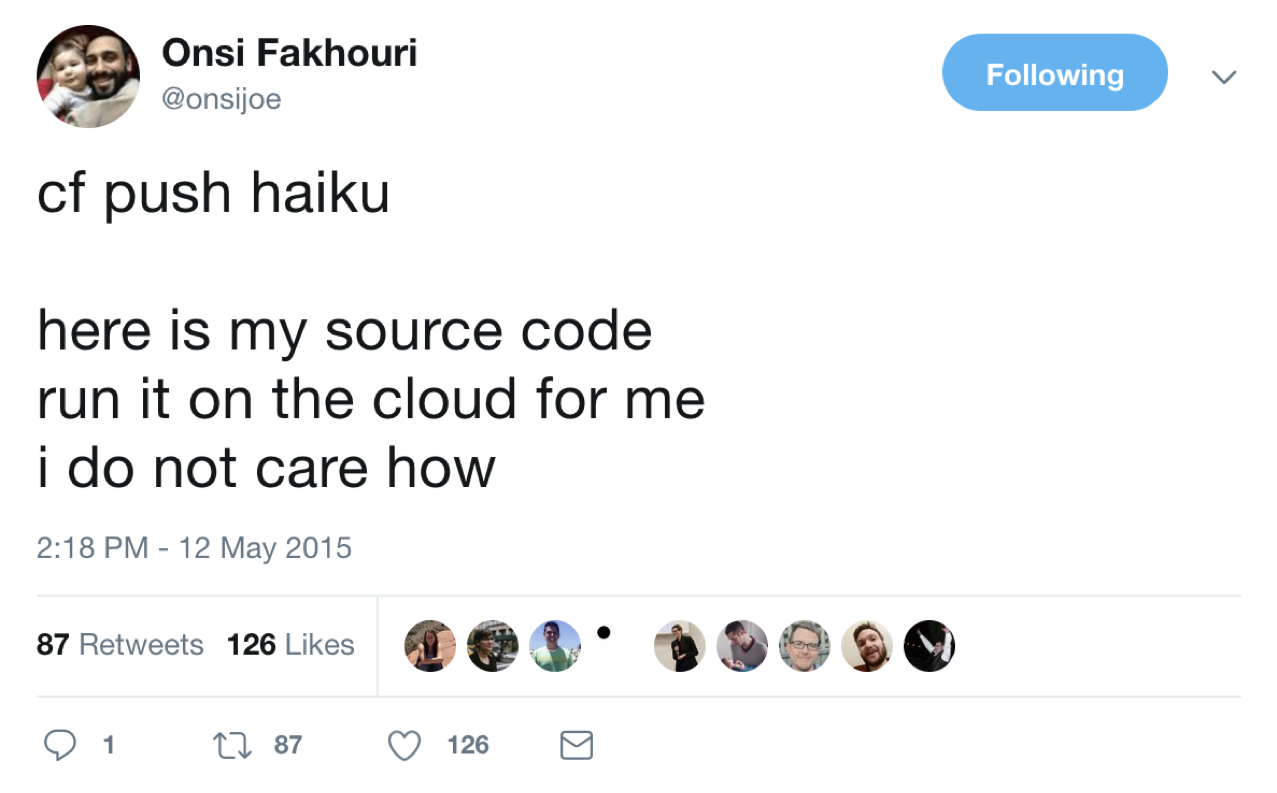 Onsi Fakhouri
@onsijoe
Following
cf push haiku
here is my source code
run it on the cloud for me
i do not care how
2:18 PM - 12 May 2015
87 Retweets 126 Likes
1 87 126